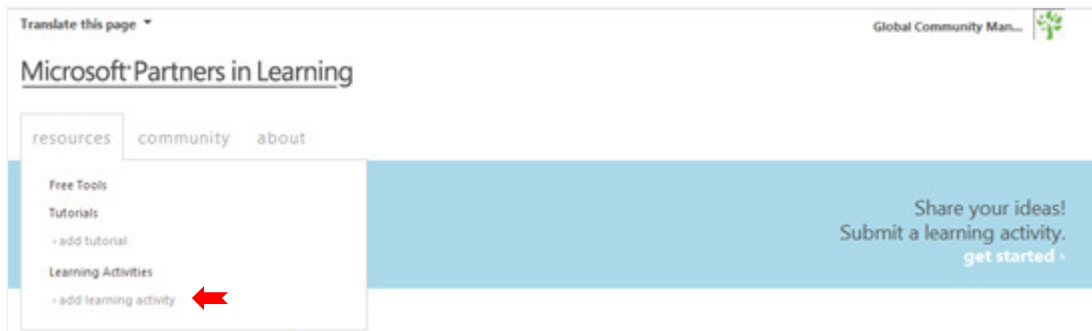 Translate this page
Global Community Man...
Microsoft Partners in Learning
resources community about
Free Tools
Tutorials
› add tutorial
Learning Activities
› add learning activity
Share your ideas!
Submit a learning activity.
get started ›